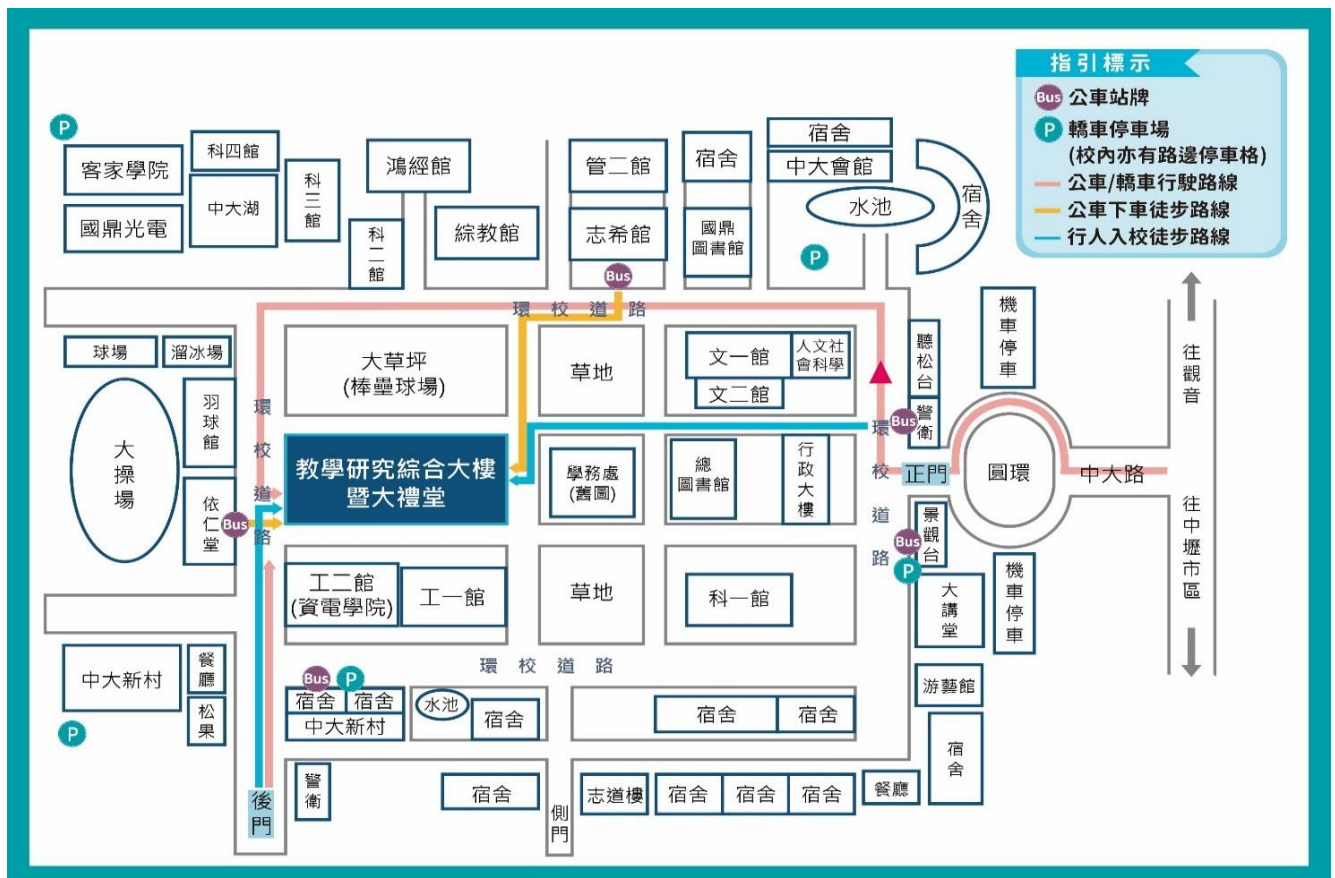 指引標示
Bus 公車站牌
P 轎車停車場
(校內亦有路邊停車格)
公車/轎車行駛路線
公車下車徒步路線
行人入校徒步路線
P
客家學院
科四館
中大湖
國鼎光電
科三館
科二館
鴻經館
綜教館
管二館
志希館
Bus
宿舍
國鼎
圖書館
宿舍
中大會館
水池
宿舍
P
環校道路
球場
溜冰場
大操場
羽球館
依仁堂
Bus
環校道路
大草坪
(棒壘球場)
草地
文一館
人文社
會科學
文二館
聽松台
警衛
Bus
機車停車
往觀音
教學研究綜合大樓
暨大禮堂
學務處
(舊圖)
總
圖書館
行政大樓
環校道路
正門
圓環
中大路
往中壢市區
景觀台
Bus
P
大講堂
機車停車
工二館
(資電學院)
工一館
草地
科一館
環校道路
中大新村
餐廳
松果
P
Bus
P
宿舍
宿舍
中大新村
水池
宿舍
宿舍
宿舍
游藝館
宿舍
後門
警衛
宿舍
側門
志道樓
宿舍
宿舍
宿舍
餐廳